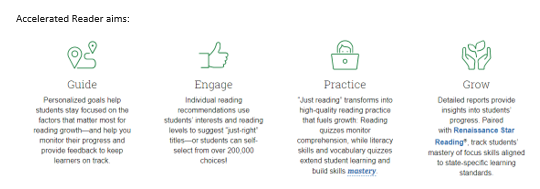 Accelerated Reader aims:
Guide
Personalized goals help
students stay focused on the
factors that matter most for
reading growth—and help you
monitor their progress and
provide feedback to keep
learners on track.
Engage
Individual reading
recommendations use
students' interests and reading
levels to suggest "just-right"
titles—or students can self-
select from over 200,000
choices!
Practice
"Just reading" transforms into
high-quality reading practice
that fuels growth: Reading
quizzes monitor
comprehension, while literacy
skills and vocabulary quizzes
extend student learning and
build skills mastery.
Grow
Detailed reports provide
insights into students'
progress. Paired
with Renaissance Star
Reading®, track students'
mastery of focus skills aligned
to state-specific learning
standards.